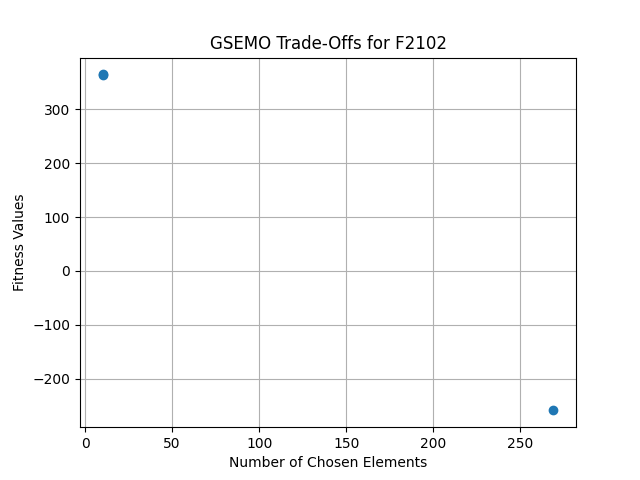 GSEMO Trade-Offs for F2102
300
200
100
0
−100
−200
Fitness Values
0 50 100 150 200 250
Number of Chosen Elements